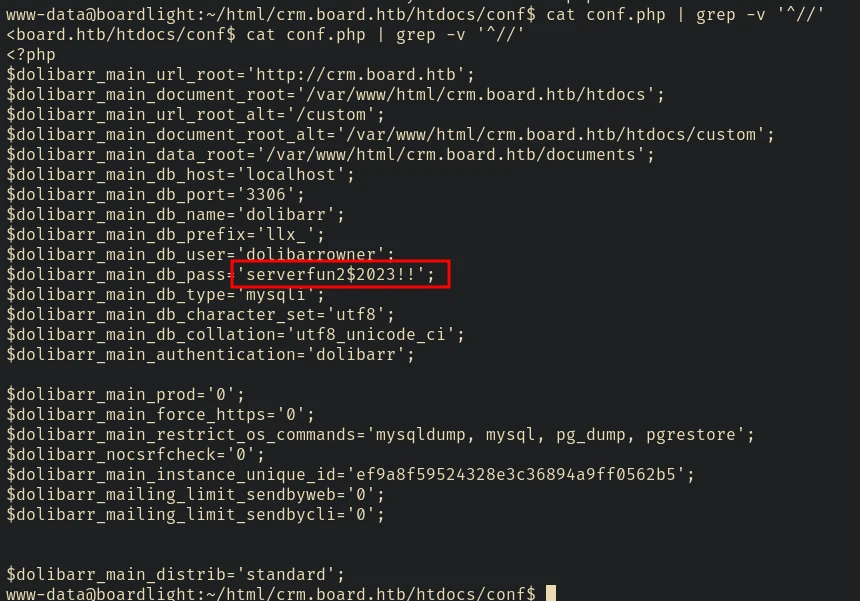 www-data@boardlight:~/html/crm.board.htb/htdocs/conf$ cat conf.php | grep -v '^//'
<board.htb/htdocs/conf$ cat conf.php | grep -v '^//'
<?php
$dolibarr_main_url_root='http://crm.board.htb';
$dolibarr_main_document_root='/var/www/html/crm.board.htb/htdocs';
$dolibarr_main_url_root_alt='/custom';
$dolibarr_main_document_root_alt='/var/www/html/crm.board.htb/htdocs/custom';
$dolibarr_main_data_root='/var/www/html/crm.board.htb/documents';
$dolibarr_main_db_host='localhost';
$dolibarr_main_db_port='3306';
$dolibarr_main_db_name='dolibarr';
$dolibarr_main_db_prefix='llx_';
$dolibarr_main_db_user='dolibarrowner';
$dolibarr_main_db_pass='serverfun2$2023!!';
$dolibarr_main_db_type='mysqli';
$dolibarr_main_db_character_set='utf8';
$dolibarr_main_db_collation='utf8_unicode_ci';
$dolibarr_main_authentication='dolibarr';
$dolibarr_main_prod='0';
$dolibarr_main_force_https='0';
$dolibarr_main_restrict_os_commands='mysqldump, mysql, pg_dump, pgrestore';
$dolibarr_nocsrfcheck='0';
$dolibarr_main_instance_unique_id='ef9a8f59524328e3c36894a9ff0562b5';
$dolibarr_mailing_limit_sendbyweb='0';
$dolibarr_mailing_limit_sendbycli='0';
$dolibarr_main_distrib='standard';
www-data@boardlight:~/html/crm.board.htb/htdocs/conf$